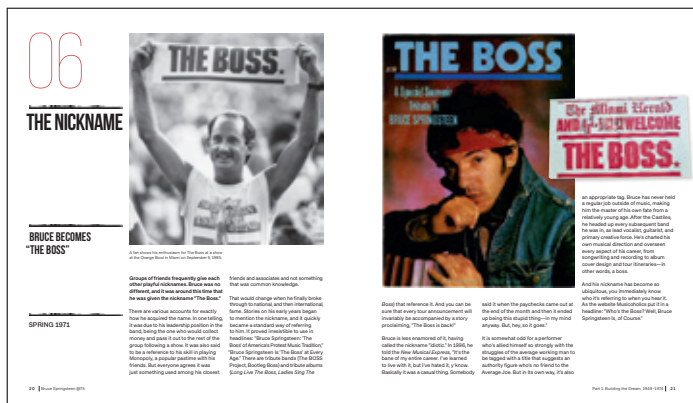 06
THE NICKNAME
BRUCE BECOMES
"THE BOSS"
SPRING 1971
THE BOSS.
A fan shows his enthusiasm for The Boss at a show
at the Orange Bowl in Miami on September 9, 1985.
Groups of friends frequently give each
other playful nicknames. Bruce was no
different, and it was around this time that
he was given the nickname "The Boss."
There are various accounts for exactly
how he acquired the name. In one telling,
it was due to his leadership position in the
band, being the one who would collect
money and pass it out to the rest of the
group following a show. It was also said
to be a reference to his skill in playing
Monopoly, a popular pastime with his
friends. But everyone agrees it was
just something used among his closest
friends and associates and not something
that was common knowledge.
That would change when he finally broke
through to national, and then international,
fame. Stories on his early years began
to mention the nickname, and it quickly
became a standard way of referring
to him. It proved irresistible to use in
headlines: "Bruce Springsteen: 'The
Boss' of America's Protest Music Tradition,"
"Bruce Springsteen Is 'The Boss' at Every
Age." There are tribute bands (The BOSS
Project, Bootleg Boss) and tribute albums
(Long Live The Boss, Ladies Sing The
20 | Bruce Springsteen @75
THE BOSS
A Special Souvenir
Tribute To
BRUCE SPRINGSTEEN
The Miami Herald
AND WELCOME
THE BOSS.
Boss) that reference it. And you can be
sure that every tour announcement will
invariably be accompanied by a story
proclaiming, "The Boss is back!"
Bruce is less enamored of it, having
called the nickname "idiotic." In 1996, he
told the New Musical Express, "It's the
bane of my entire career. I've learned
to live with it, but I've hated it, y'know.
Basically it was a casual thing. Somebody
said it when the paychecks came out at
the end of the month and then it ended
up being this stupid thing—in my mind
anyway. But, hey, so it goes."
It is somewhat odd for a performer
who's allied himself so strongly with the
struggles of the average working man to
be tagged with a title that suggests an
authority figure who's no friend to the
Average Joe. But in its own way, it's also
an appropriate tag. Bruce has never held
a regular job outside of music, making
him the master of his own fate from a
relatively young age. After the Castiles,
he headed up every subsequent band
he was in, as lead vocalist, guitarist, and
primary creative force. He's charted his
own musical direction and overseen
every aspect of his career, from
songwriting and recording to album
cover design and tour itineraries—in
other words, a boss.
And his nickname has become so
ubiquitous, you immediately know
who it's referring to when you hear it.
As the website Musicoholics put it in a
headline: "Who's the Boss? Well, Bruce
Springsteen is, of Course."
Part 1: Building the Dream, 1949–1974 | 21